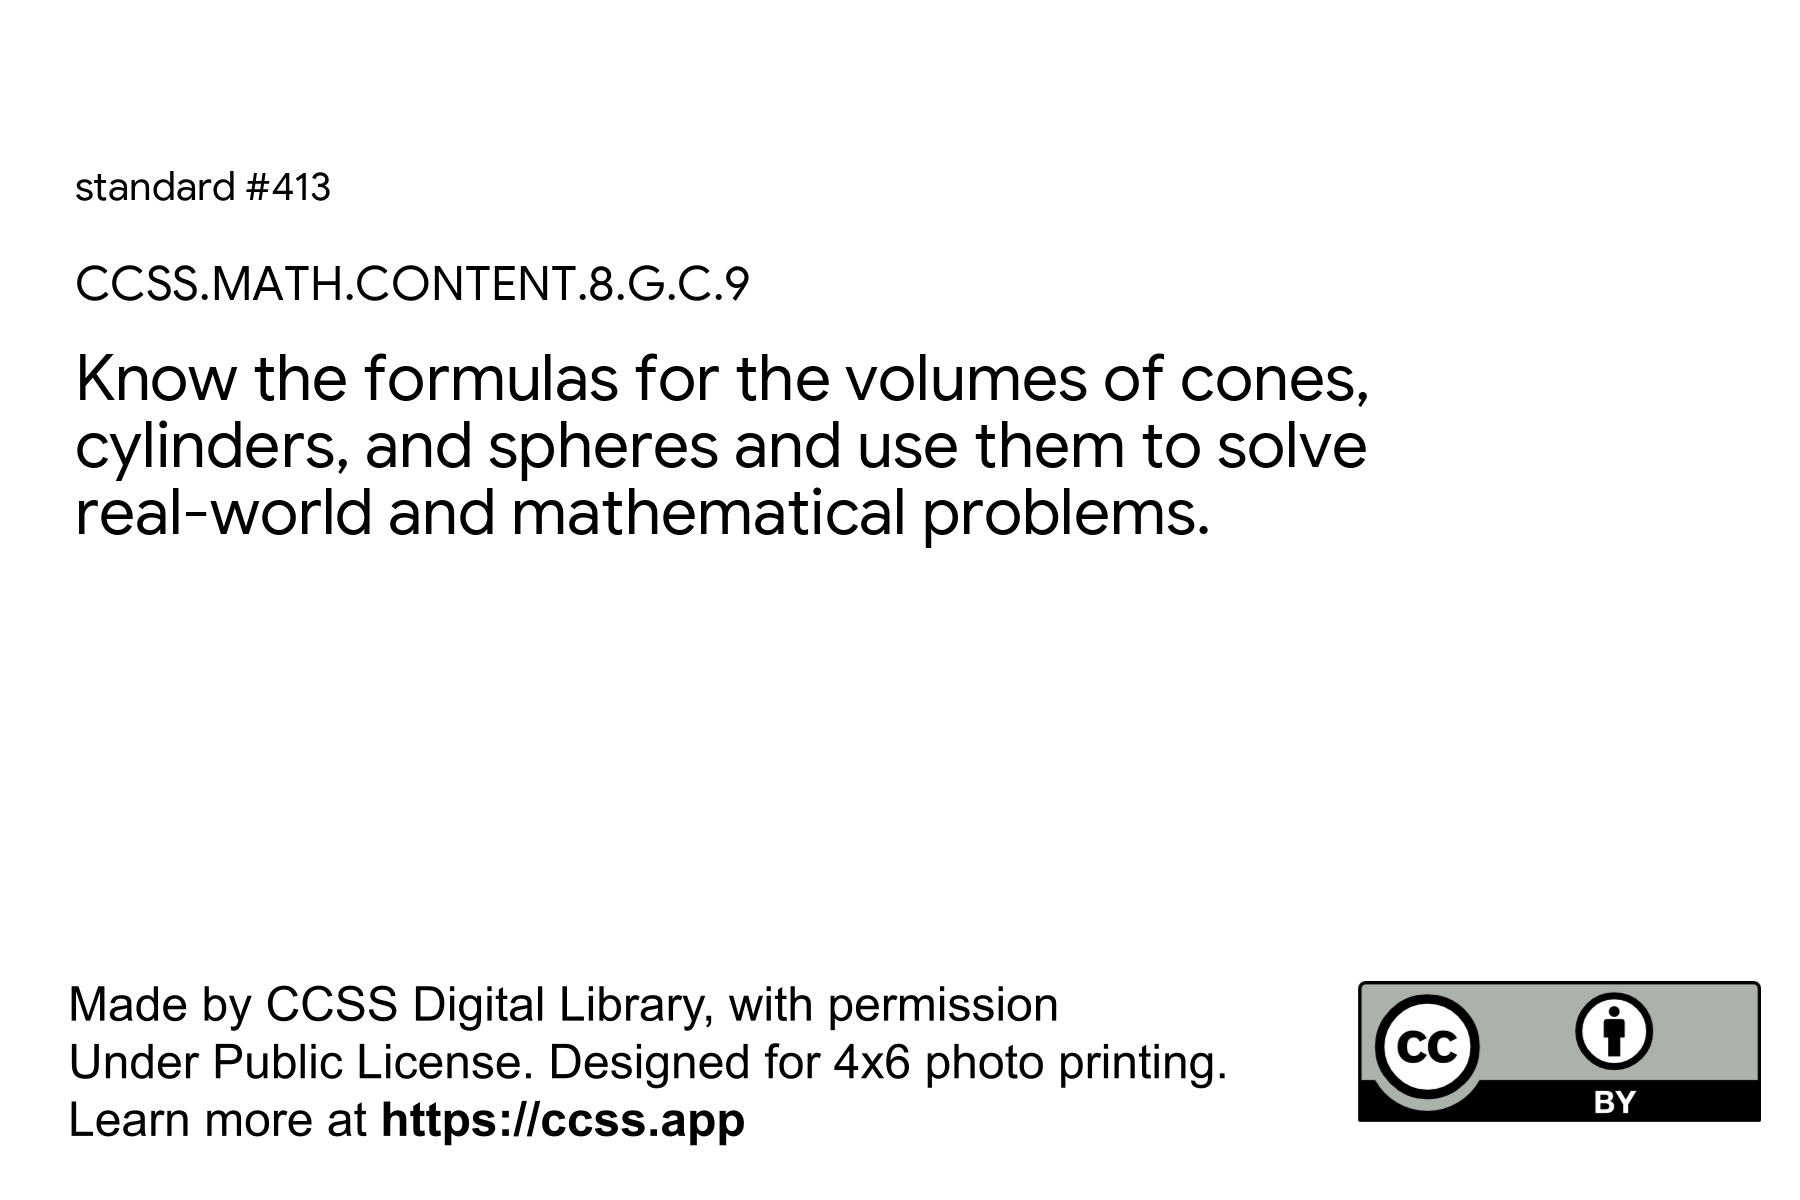 standard #413
CCSS.MATH.CONTENT.8.G.C.9
Know the formulas for the volumes of cones,
cylinders, and spheres and use them to solve
real-world and mathematical problems.
Made by CCSS Digital Library, with permission
Under Public License. Designed for 4x6 photo printing.
Learn more at https://ccss.app
CC
BY